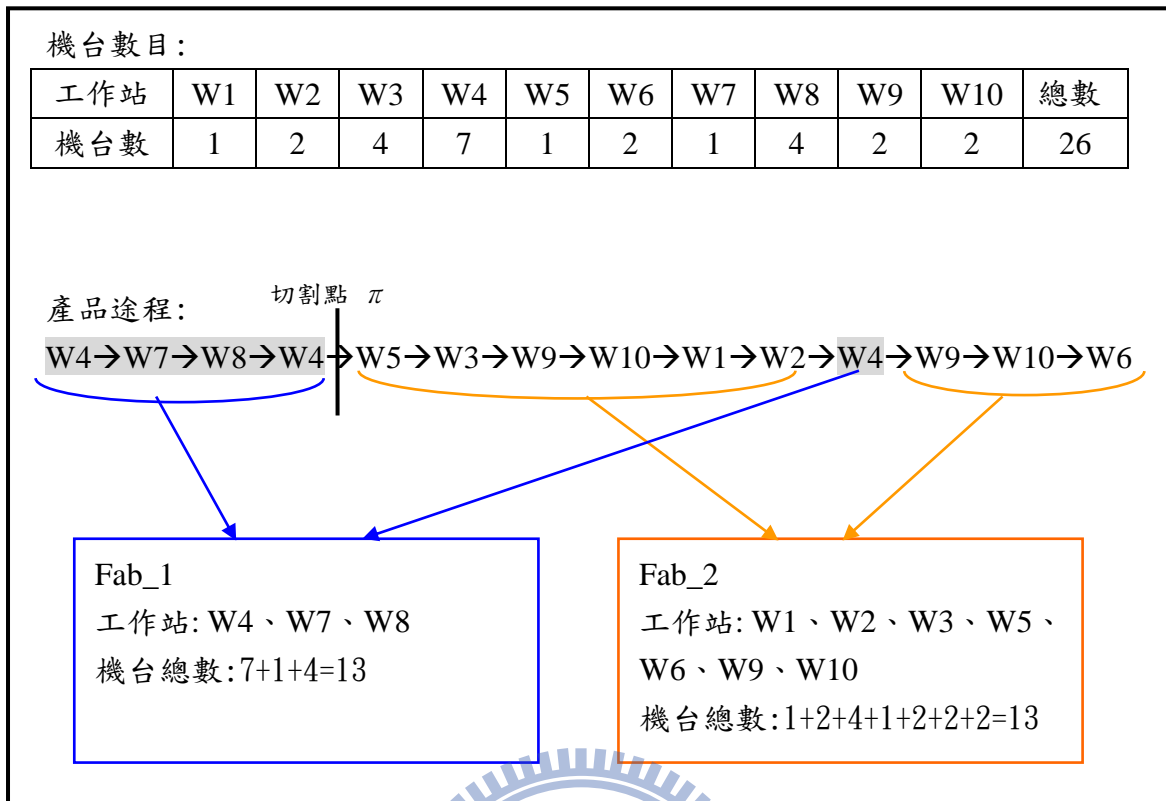 機台數目:
工作站 W1 W2 W3 W4 W5 W6 W7 W8 W9 W10 總數
機台數 1 2 4 7 1 2 1 4 2 2 26
切割點 π
產品途程:
W4→W7→W8→W4→W5→W3→W9→W10→W1→W2→W4→W9→W10→W6
Fab_1
工作站: W4、W7、W8
機台總數:7+1+4=13
Fab_2
工作站: W1、W2、W3、W5、
W6、W9、W10
機台總數:1+2+4+1+2+2+2=13